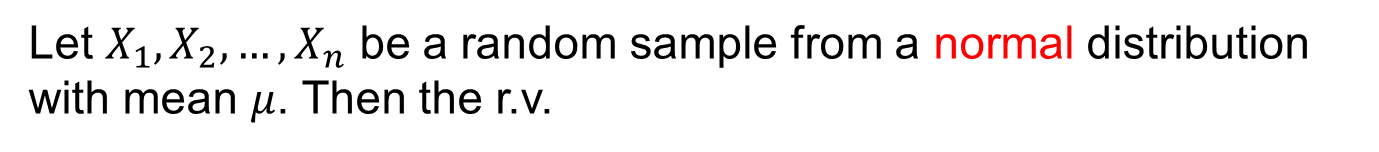 Let 𝑋₁, 𝑋₂, … , 𝑋ₙ be a random sample from a normal distribution
with mean 𝜇. Then the r.v.